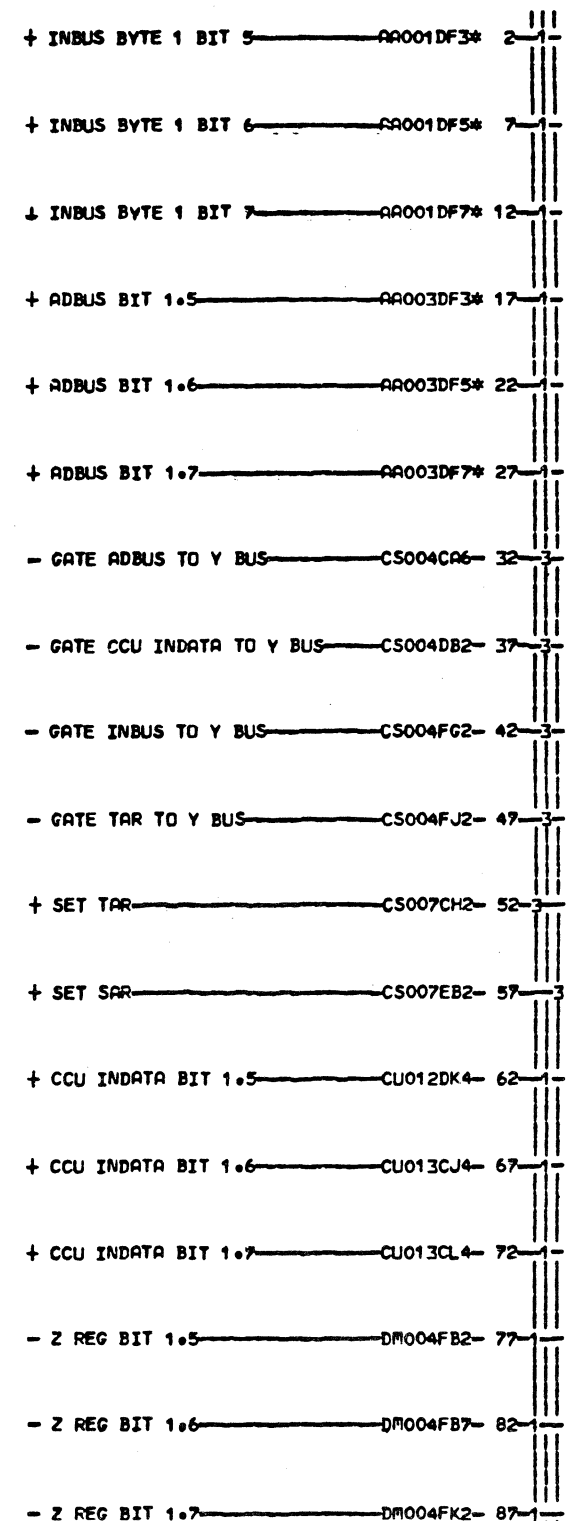 + INBUS BYTE 1 BIT 5 AA001DF3* 2 1
+ INBUS BYTE 1 BIT 6 AA001DF5* 7 1
+ INBUS BYTE 1 BIT 7 AA001DF7* 12 1
+ ADBUS BIT 1.5 AA003DF3* 17 1
+ ADBUS BIT 1.6 AA003DF5* 22 1
+ ADBUS BIT 1.7 AA003DF7* 27 1
- GATE ADBUS TO Y BUS CS004CA6- 32 3
- GATE CCU INDATA TO Y BUS CS004DB2- 37 3
- GATE INBUS TO Y BUS CS004FG2- 42 3
- GATE TAR TO Y BUS CS004FJ2- 47 3
+ SET TAR CS007CH2- 52 3
+ SET SAR CS007EB2- 57 3
+ CCU INDATA BIT 1.5 CU012DK4- 62 1
+ CCU INDATA BIT 1.6 CU013CJ4- 67 1
+ CCU INDATA BIT 1.7 CU013CL4- 72 1
- Z REG BIT 1.5 DM004FB2- 77 1
- Z REG BIT 1.6 DM004FB7- 82 1
- Z REG BIT 1.7 DM004FK2- 87 1